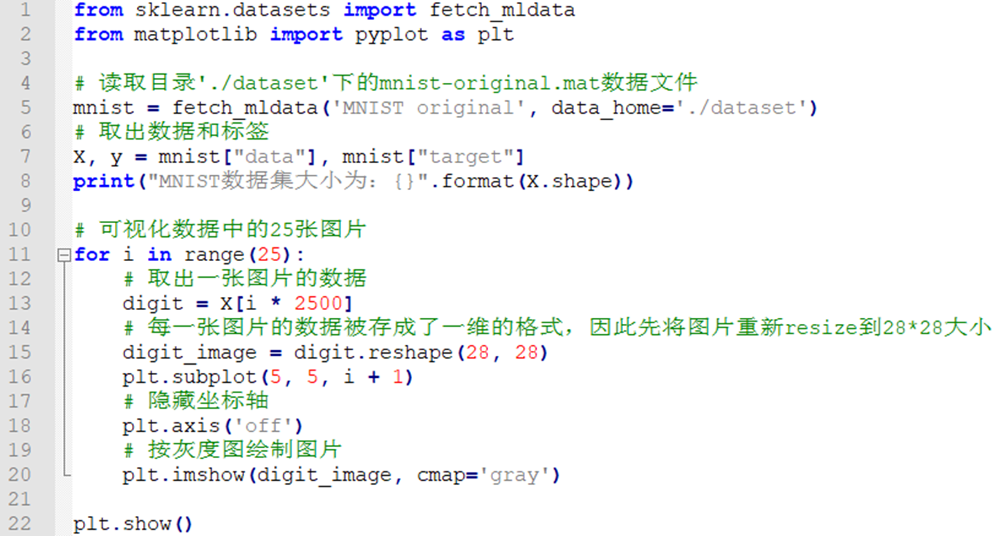 1 from sklearn.datasets import fetch_mldata
2 from matplotlib import pyplot as plt
3
4 # 读取目录'./dataset'下的mnist-original.mat数据文件
5 mnist = fetch_mldata('MNIST original', data_home='./dataset')
6 # 取出数据和标签
7 X, y = mnist["data"], mnist["target"]
8 print("MNIST数据集大小为：{}".format(X.shape))
9
10 # 可视化数据中的25张图片
11 for i in range(25):
12     # 取出一张图片的数据
13     digit = X[i * 2500]
14     # 每一张图片的数据被存成了一维的格式，因此先将图片重新resize到28*28大小
15     digit_image = digit.reshape(28, 28)
16     plt.subplot(5, 5, i + 1)
17     # 隐藏坐标轴
18     plt.axis('off')
19     # 按灰度图绘制图片
20     plt.imshow(digit_image, cmap='gray')
21
22 plt.show()